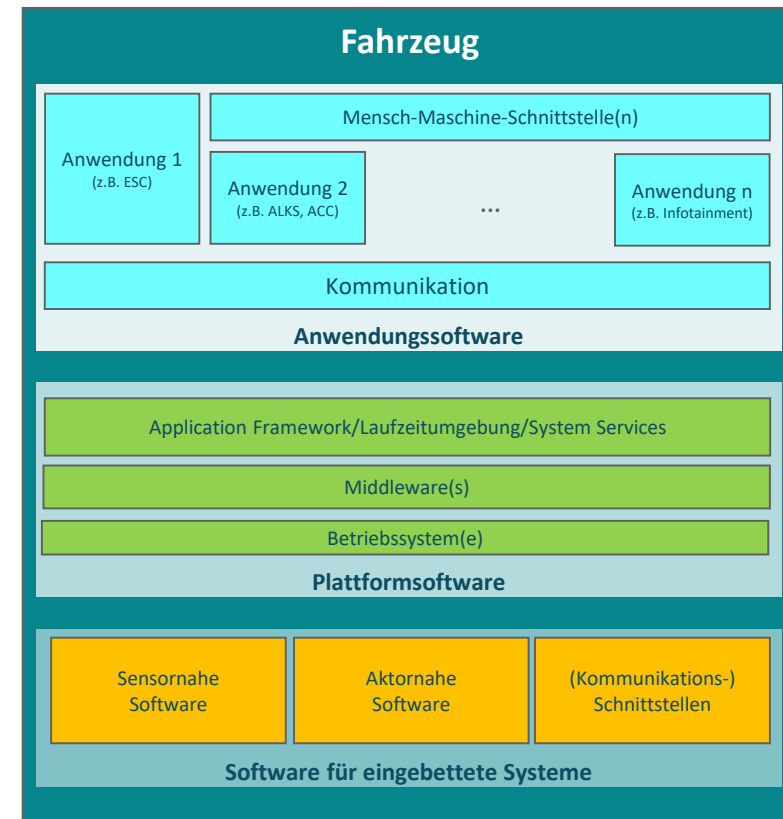 Fahrzeug
Mensch-Maschine-Schnittstelle(n)
Anwendung 1
(z.B. ESC)
Anwendung 2
(z.B. ALKS, ACC)
...
Anwendung n
(z.B. Infotainment)
Kommunikation
Anwendungssoftware
Application Framework/Laufzeitumgebung/System Services
Middleware(s)
Betriebssystem(e)
Plattformsoftware
Sensornahe
Software
Aktornahe
Software
(Kommunikations-)
Schnittstellen
Software für eingebettete Systeme